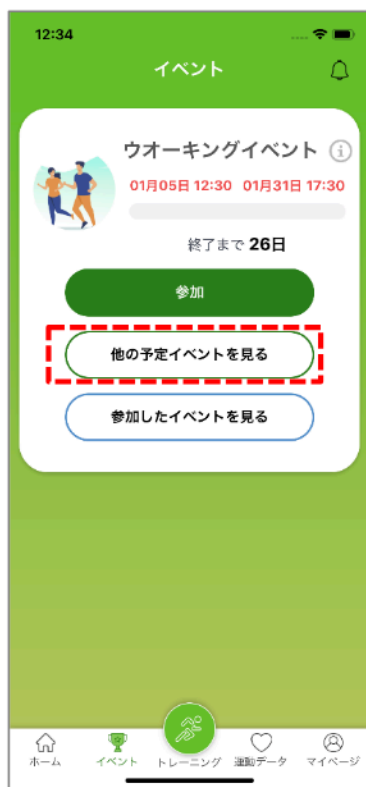 12:34
イベント
ウオーキングイベント
01月05日 12:30 01月31日 17:30
終了まで 26日
参加
他の予定イベントを見る
参加したイベントを見る
ホーム イベント トレーニング 運動データ マイページ